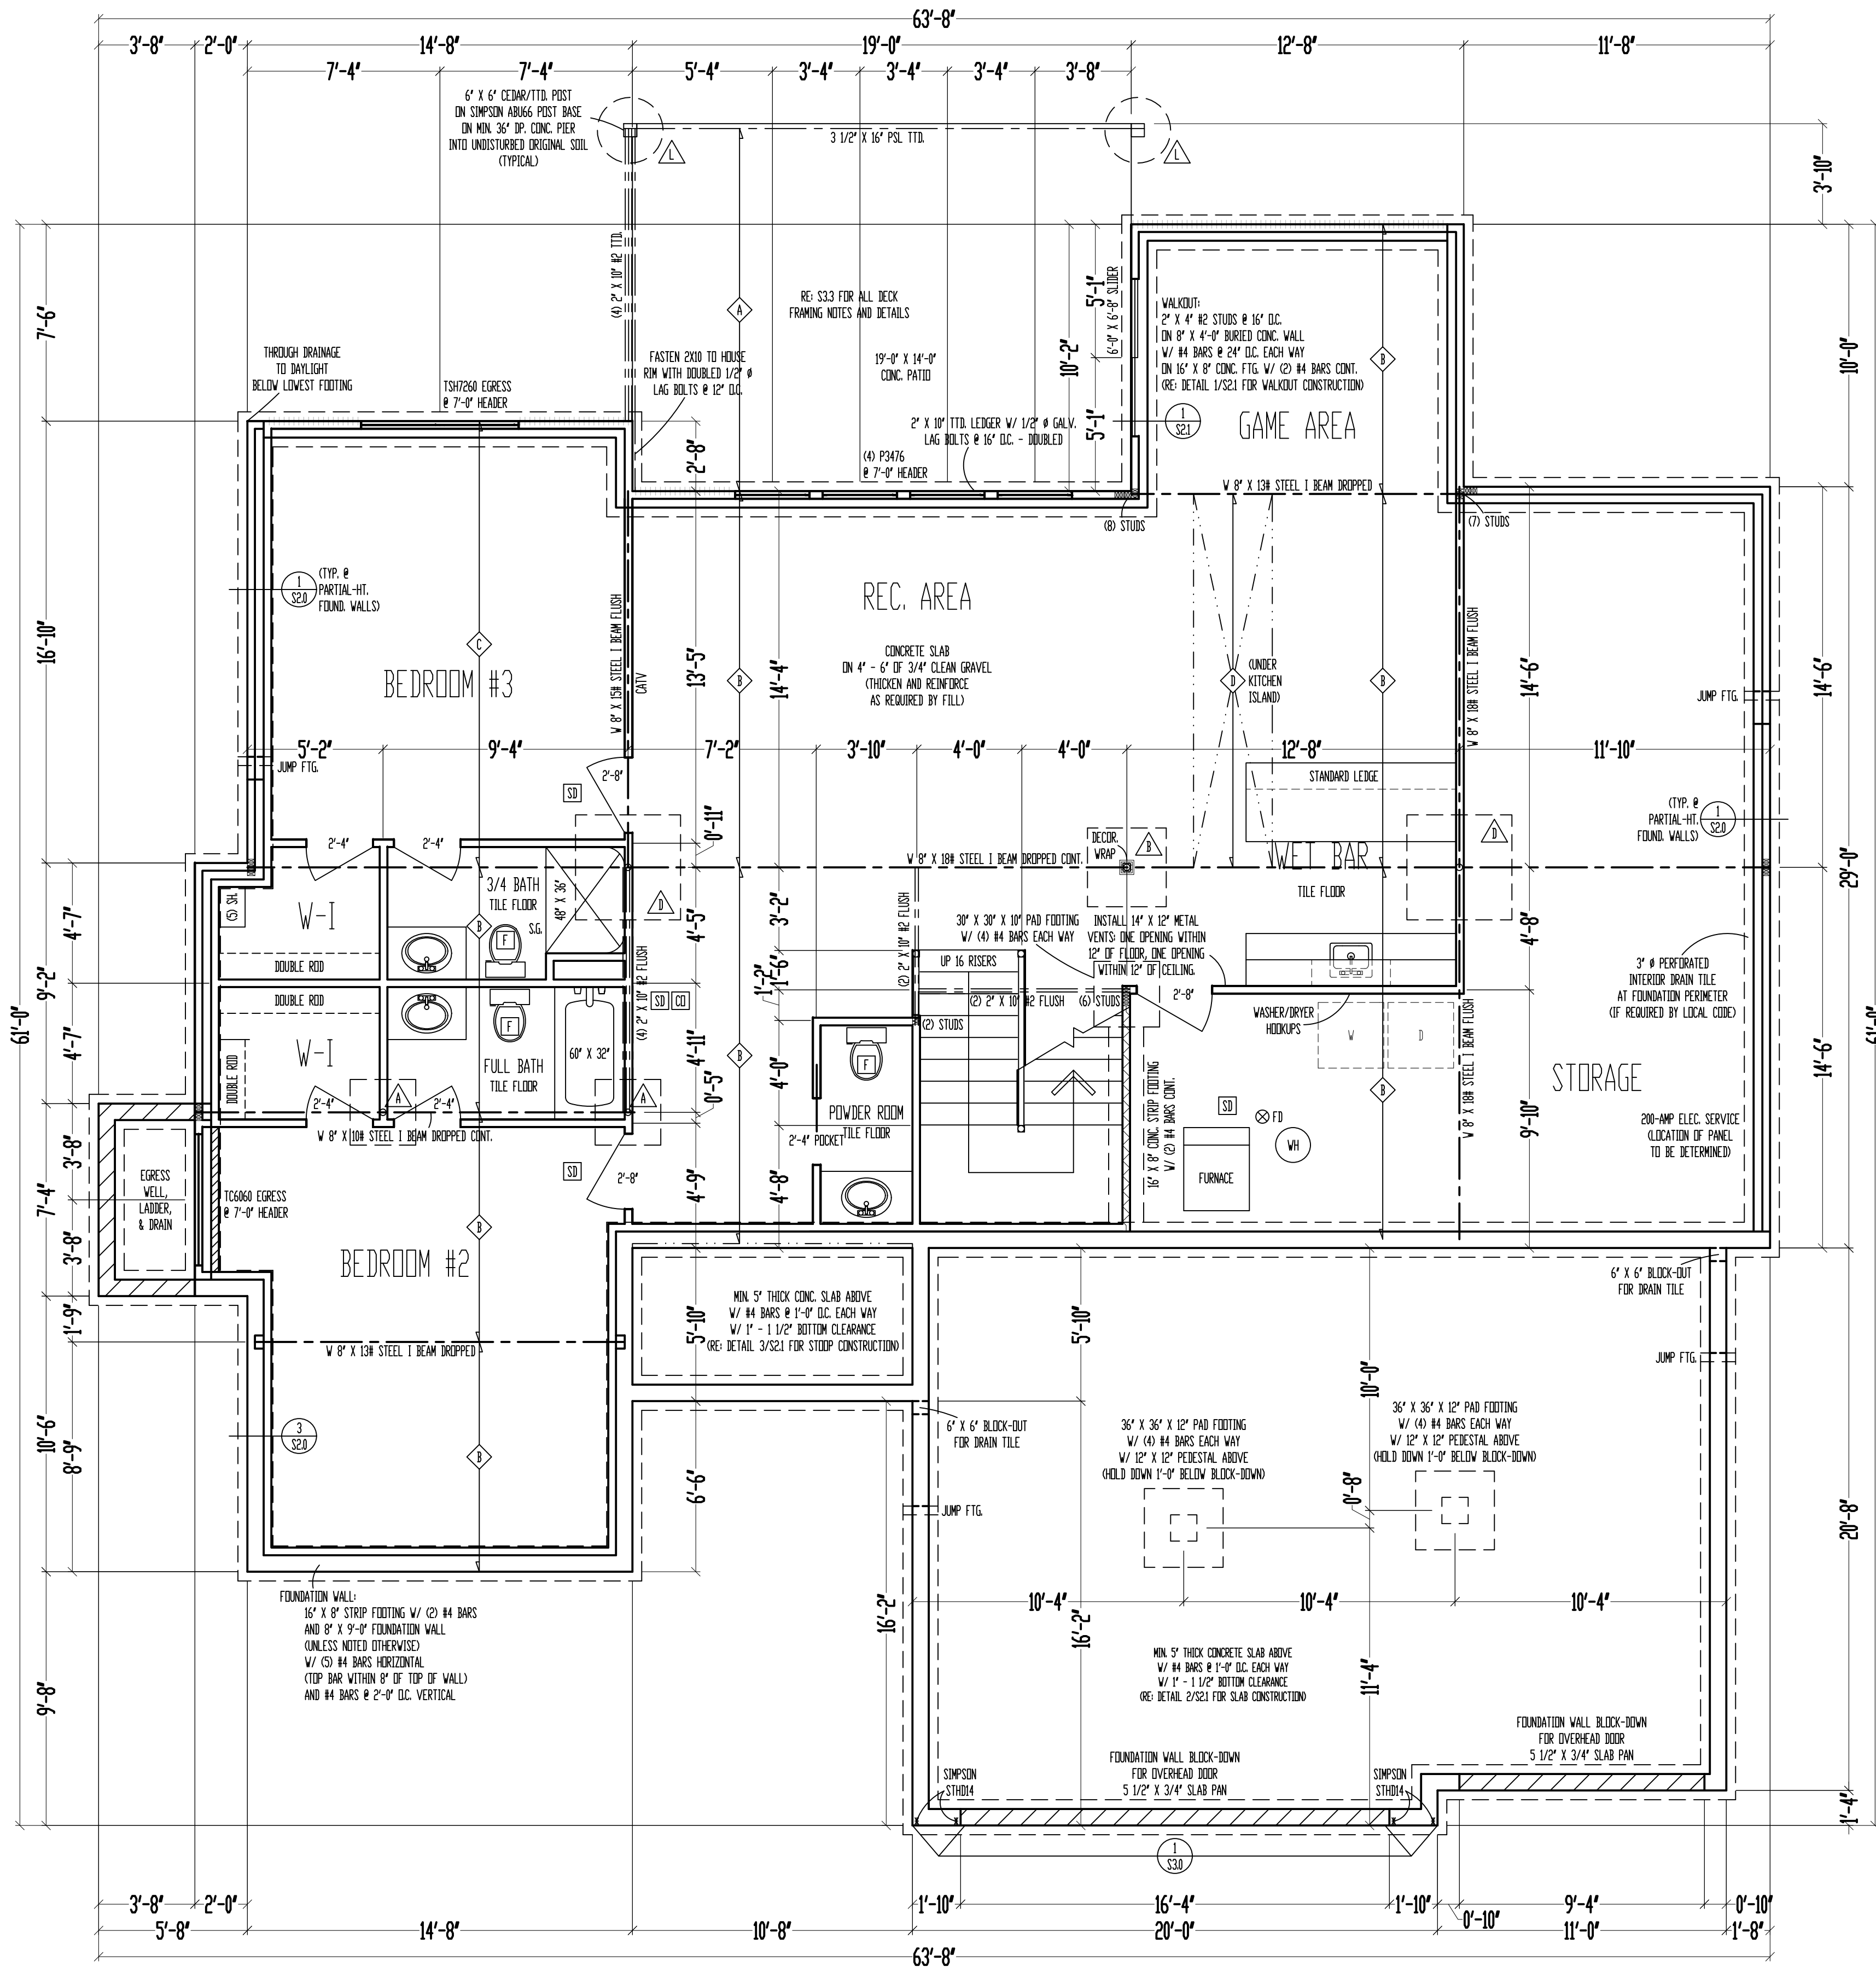 63'-8"
3'-8" 2'-0" 14'-8" 19'-0" 12'-8" 11'-8"
7'-4" 7'-4" 5'-4" 3'-4" 3'-4" 3'-4" 3'-8"
6" X 6" CEDAR/TTD. POST
ON SIMPSON ABU66 POST BASE
ON MIN. 36" DP. CONC. PIER
INTO UNDISTURBED ORIGINAL SOIL
(TYPICAL)
L
3 1/2" X 16" PSL TTD.
L
3'-10"
7'-6"
(4) 2" X 10" #2 TTD.
A
RE: S3.3 FOR ALL DECK
FRAMING NOTES AND DETAILS
19'-0" X 14'-0"
CONC. PATIO
10'-2"
5'-1"
5'-1"
6'-0" X 6'-8" SLIDER
WALKOUT:
2" X 4" #2 STUDS @ 16" O.C.
ON 8" X 4'-0" BURIED CONC. WALL
W/ #4 BARS @ 24" O.C. EACH WAY
ON 16" X 8" CONC. FTG. W/ (2) #4 BARS CONT.
(RE: DETAIL 1/S2.1 FOR WALKOUT CONSTRUCTION)
B
10'-0"
THROUGH DRAINAGE
TO DAYLIGHT
BELOW LOWEST FOOTING
TSH7260 EGRESS
@ 7'-0" HEADER
FASTEN 2X10 TO HOUSE
RIM WITH DOUBLED 1/2" Ø
LAG BOLTS @ 12" O.C.
2" X 10" TTD. LEDGER W/ 1/2" Ø GALV.
LAG BOLTS @ 16" O.C. - DOUBLED
(4) P3476
@ 7'-0" HEADER
1
S2.1
GAME AREA
2'-8"
W 8" X 13# STEEL I BEAM DROPPED
(8) STUDS
(7) STUDS
1
S2.0
(TYP. @
PARTIAL-HT.
FOUND. WALLS)
16'-10"
C
BEDROOM #3
W 8" X 15# STEEL I BEAM FLUSH
CATV
13'-5"
B
14'-4"
REC. AREA
CONCRETE SLAB
ON 4" - 6" OF 3/4" CLEAN GRAVEL
(THICKEN AND REINFORCE
AS REQUIRED BY FILL)
D
(UNDER
KITCHEN
ISLAND)
B
W 8" X 18# STEEL I BEAM FLUSH
14'-6"
JUMP FTG.
14'-6"
5'-2" 9'-4" 7'-2" 3'-10" 4'-0" 4'-0" 12'-8" 11'-10"
JUMP FTG.
SD
2'-8"
STANDARD LEDGE
(TYP. @
PARTIAL-HT.
FOUND. WALLS)
1
S2.0
0'-11"
2'-4"
2'-4"
DECOR.
WRAP
B
D
W 8" X 18# STEEL I BEAM DROPPED CONT.
WET BAR
TILE FLOOR
29'-0"
61'-0"
61'-0"
9'-2"
4'-7"
4'-7"
(5) SH.
W-I
DOUBLE ROD
3/4 BATH
TILE FLOOR
S.G.
48" X 36"
F
B
D
4'-5"
3'-2"
(2) 2" X 10" #2 FLUSH
30" X 30" X 10" PAD FOOTING
W/ (4) #4 BARS EACH WAY
INSTALL 14" X 12" METAL
VENTS: ONE OPENING WITHIN
12" OF FLOOR, ONE OPENING
WITHIN 12" OF CEILING.
4'-8"
3" Ø PERFORATED
INTERIOR DRAIN TILE
AT FOUNDATION PERIMETER
(IF REQUIRED BY LOCAL CODE)
UP 16 RISERS
1'-6"
1'-2"
DOUBLE ROD
DOUBLE ROD
W-I
FULL BATH
TILE FLOOR
F
60" X 32"
(4) 2" X 10" #2 FLUSH
SD
CO
4'-11"
0'-5"
(2) 2" X 10" #2 FLUSH
(6) STUDS
(2) STUDS
2'-8"
WASHER/DRYER
HOOKUPS
W
D
W 8" X 18# STEEL I BEAM FLUSH
STORAGE
14'-6"
B
4'-0"
F
POWDER ROOM
TILE FLOOR
2'-4" POCKET
16" X 8" CONC. STRIP FOOTING
W/ (2) #4 BARS CONT.
SD
FD
WH
FURNACE
B
9'-10"
200-AMP ELEC. SERVICE
(LOCATION OF PANEL
TO BE DETERMINED)
2'-4"
A
2'-4"
A
W 8" X 10# STEEL I BEAM DROPPED CONT.
7'-4"
3'-8"
3'-8"
EGRESS
WELL,
LADDER,
& DRAIN
TC6060 EGRESS
@ 7'-0" HEADER
SD
2'-8"
4'-9"
4'-8"
B
BEDROOM #2
6" X 6" BLOCK-OUT
FOR DRAIN TILE
1'-9"
W 8" X 13# STEEL I BEAM DROPPED
MIN. 5" THICK CONC. SLAB ABOVE
W/ #4 BARS @ 1'-0" O.C. EACH WAY
W/ 1" - 1 1/2" BOTTOM CLEARANCE
(RE: DETAIL 3/S2.1 FOR STOOP CONSTRUCTION)
5'-10"
5'-10"
10'-0"
JUMP FTG.
10'-6"
8'-9"
3
S2.0
B
6'-6"
6" X 6" BLOCK-OUT
FOR DRAIN TILE
36" X 36" X 12" PAD FOOTING
W/ (4) #4 BARS EACH WAY
W/ 12" X 12" PEDESTAL ABOVE
(HOLD DOWN 1'-0" BELOW BLOCK-DOWN)
36" X 36" X 12" PAD FOOTING
W/ (4) #4 BARS EACH WAY
W/ 12" X 12" PEDESTAL ABOVE
(HOLD DOWN 1'-0" BELOW BLOCK-DOWN)
0'-8"
JUMP FTG.
20'-8"
FOUNDATION WALL:
16" X 8" STRIP FOOTING W/ (2) #4 BARS
AND 8" X 9'-0" FOUNDATION WALL
(UNLESS NOTED OTHERWISE)
W/ (5) #4 BARS HORIZONTAL
(TOP BAR WITHIN 8" OF TOP OF WALL)
AND #4 BARS @ 2'-0" O.C. VERTICAL
9'-8"
16'-2"
16'-2"
10'-4" 10'-4" 10'-4"
MIN. 5" THICK CONCRETE SLAB ABOVE
W/ #4 BARS @ 1'-0" O.C. EACH WAY
W/ 1" - 1 1/2" BOTTOM CLEARANCE
(RE: DETAIL 2/S2.1 FOR SLAB CONSTRUCTION)
11'-4"
FOUNDATION WALL BLOCK-DOWN
FOR OVERHEAD DOOR
5 1/2" X 3/4" SLAB PAN
FOUNDATION WALL BLOCK-DOWN
FOR OVERHEAD DOOR
5 1/2" X 3/4" SLAB PAN
SIMPSON
STHD14
SIMPSON
STHD14
1'-4"
1
S3.0
3'-8" 2'-0" 1'-10" 16'-4" 1'-10" 0'-10" 9'-4" 0'-10"
5'-8" 14'-8" 10'-8" 20'-0" 11'-0" 1'-8"
63'-8"